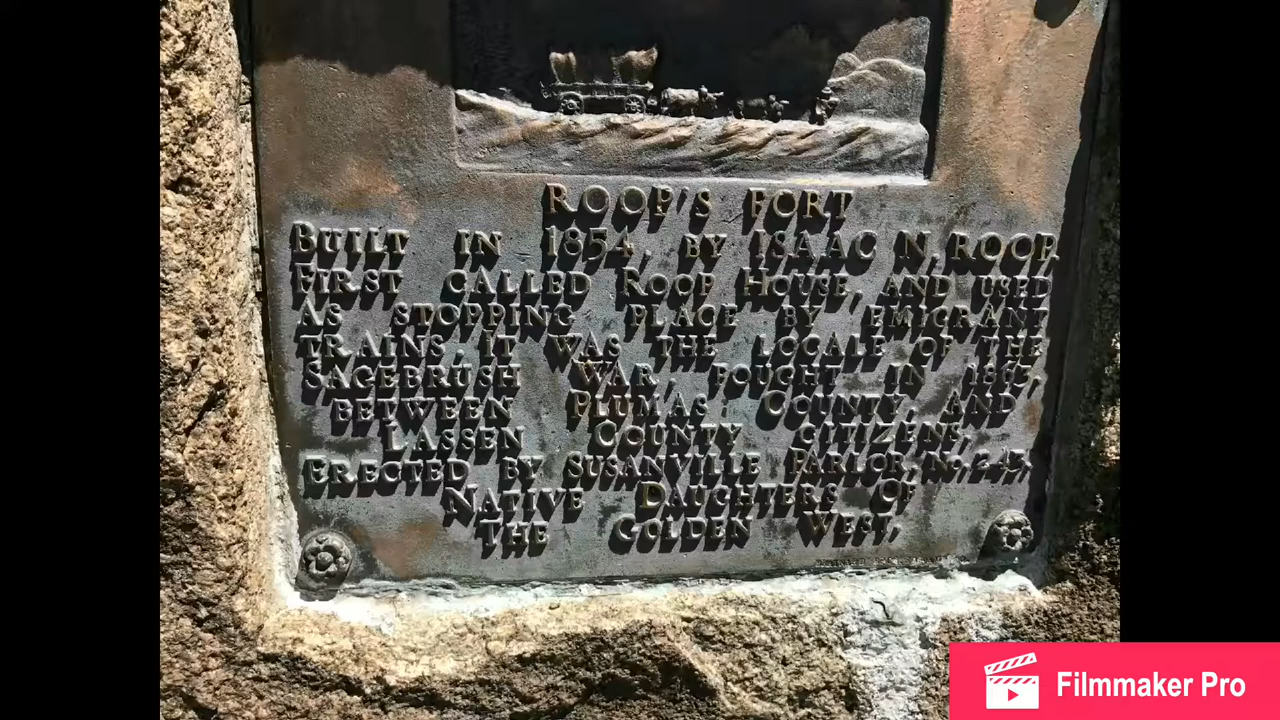 ROOP'S FORT
BUILT IN 1854, BY ISAAC N. ROOP.
FIRST CALLED ROOP HOUSE, AND USED
AS STOPPING PLACE BY EMIGRANT
TRAINS. IT WAS THE LOCALE OF THE
SAGEBRUSH WAR, FOUGHT IN 1863,
BETWEEN PLUMAS COUNTY, AND
LASSEN COUNTY CITIZENS.
ERECTED BY SUSANVILLE PARLOR, No. 243,
NATIVE DAUGHTERS OF
THE GOLDEN WEST.
Filmmaker Pro